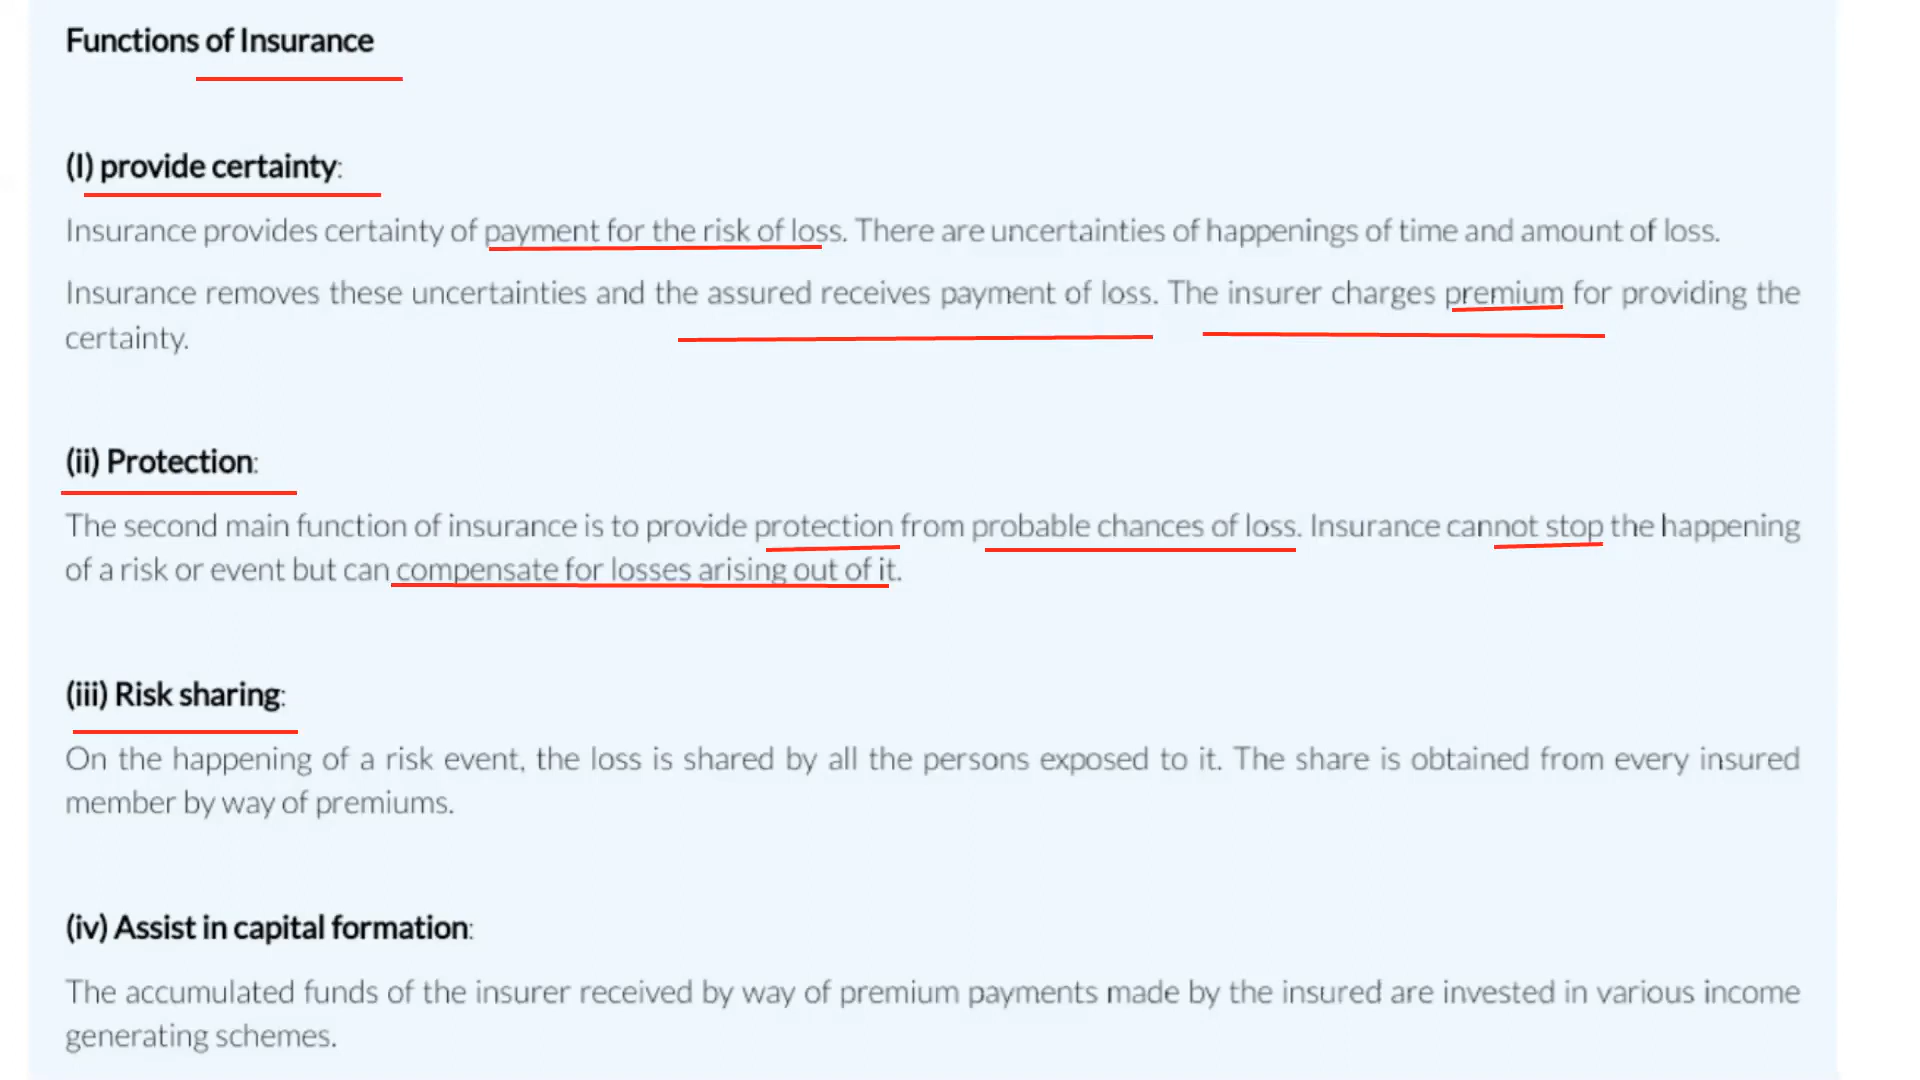 Functions of Insurance
(I) provide certainty:
Insurance provides certainty of payment for the risk of loss. There are uncertainties of happenings of time and amount of loss.
Insurance removes these uncertainties and the assured receives payment of loss. The insurer charges premium for providing the
certainty.
(ii) Protection:
The second main function of insurance is to provide protection from probable chances of loss. Insurance cannot stop the happening
of a risk or event but can compensate for losses arising out of it.
(iii) Risk sharing:
On the happening of a risk event, the loss is shared by all the persons exposed to it. The share is obtained from every insured
member by way of premiums.
(iv) Assist in capital formation:
The accumulated funds of the insurer received by way of premium payments made by the insured are invested in various income
generating schemes.